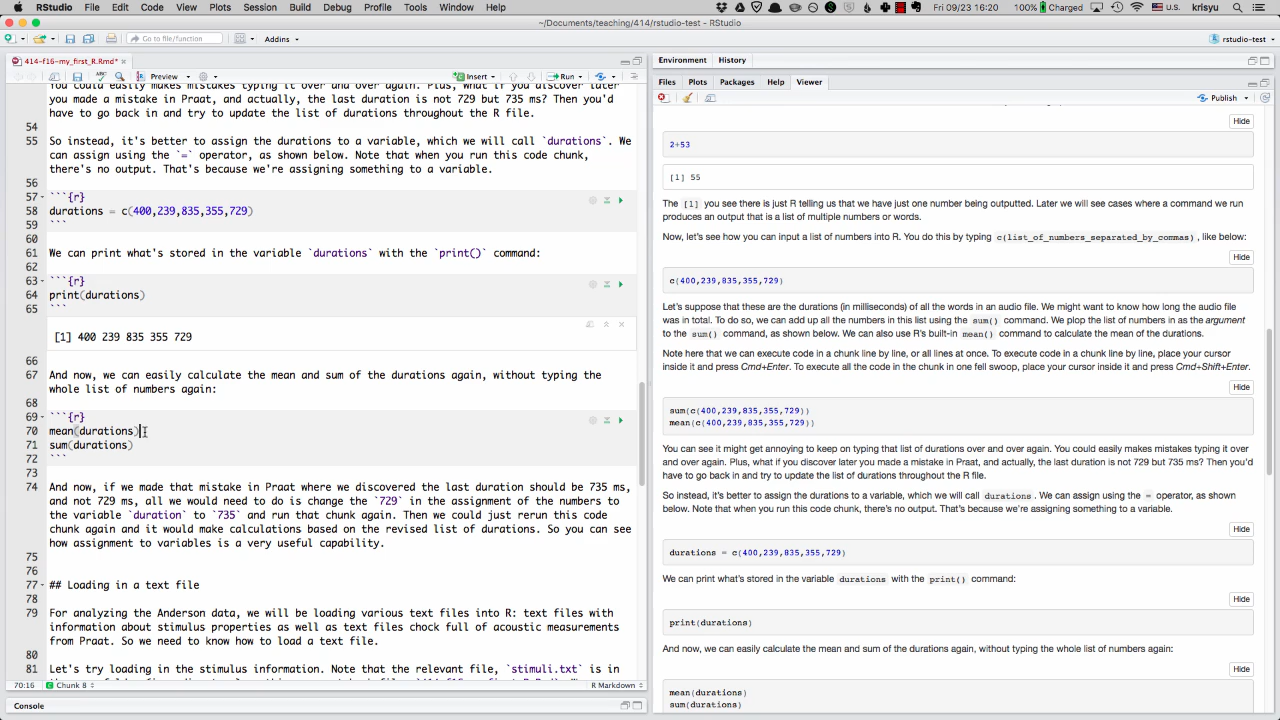 RStudio File Edit Code View Plots Session Build Debug Profile Tools Window Help 100% Charged U.S. Fri 09/23 16:20 krisyu
~/Documents/teaching/414/rstudio-test - RStudio
Go to file/function Addins rstudio-test
414-f16-my_first_R.Rmd*
Preview Insert Run
You could easily makes mistakes typing it over and over again. Plus, what if you discover later
you made a mistake in Praat, and actually, the last duration is not 729 but 735 ms? Then you'd
have to go back in and try to update the list of durations throughout the R file.
54
55 So instead, it's better to assign the durations to a variable, which we will call `durations`. We
can assign using the `=` operator, as shown below. Note that when you run this code chunk,
there's no output. That's because we're assigning something to a variable.
56
57 ```{r}
58 durations = c(400,239,835,355,729)
59 ```
60
61 We can print what's stored in the variable `durations` with the `print()` command:
62
63 ```{r}
64 print(durations)
65 ```
[1] 400 239 835 355 729
66
67 And now, we can easily calculate the mean and sum of the durations again, without typing the
whole list of numbers again:
68
69 ```{r}
70 mean(durations)
71 sum(durations)
72 ```
73
74 And now, if we made that mistake in Praat where we discovered the last duration should be 735 ms,
and not 729 ms, all we would need to do is change the `729` in the assignment of the numbers to
the variable `duration` to `735` and run that chunk again. Then we could just rerun this code
chunk again and it would make calculations based on the revised list of durations. So you can see
how assignment to variables is a very useful capability.
75
76
77 ## Loading in a text file
78
79 For analyzing the Anderson data, we will be loading various text files into R: text files with
information about stimulus properties as well as text files chock full of acoustic measurements
from Praat. So we need to know how to load a text file.
80
81 Let's try loading in the stimulus information. Note that the relevant file, `stimuli.txt` is in
70:16 Chunk 8 R Markdown
Console
Environment History
Files Plots Packages Help Viewer
Publish
Hide
2+53
[1] 55
The [1] you see there is just R telling us that we have just one number being outputted. Later we will see cases where a command we run
produces an output that is a list of multiple numbers or words.
Now, let's see how you can input a list of numbers into R. You do this by typing c(list_of_numbers_separated_by_commas), like below:
Hide
c(400,239,835,355,729)
Let's suppose that these are the durations (in milliseconds) of all the words in an audio file. We might want to know how long the audio file
was in total. To do so, we can add up all the numbers in this list using the sum() command. We plop the list of numbers in as the argument
to the sum() command, as shown below. We can also use R's built-in mean() command to calculate the mean of the durations.
Note here that we can execute code in a chunk line by line, or all lines at once. To execute code in a chunk line by line, place your cursor
inside it and press Cmd+Enter. To execute all the code in the chunk in one fell swoop, place your cursor inside it and press Cmd+Shift+Enter.
Hide
sum(c(400,239,835,355,729))
mean(c(400,239,835,355,729))
You can see it might get annoying to keep on typing that list of durations over and over again. You could easily makes mistakes typing it over
and over again. Plus, what if you discover later you made a mistake in Praat, and actually, the last duration is not 729 but 735 ms? Then you'd
have to go back in and try to update the list of durations throughout the R file.
So instead, it's better to assign the durations to a variable, which we will call durations. We can assign using the = operator, as shown
below. Note that when you run this code chunk, there's no output. That's because we're assigning something to a variable.
Hide
durations = c(400,239,835,355,729)
We can print what's stored in the variable durations with the print() command:
Hide
print(durations)
And now, we can easily calculate the mean and sum of the durations again, without typing the whole list of numbers again:
Hide
mean(durations)
sum(durations)